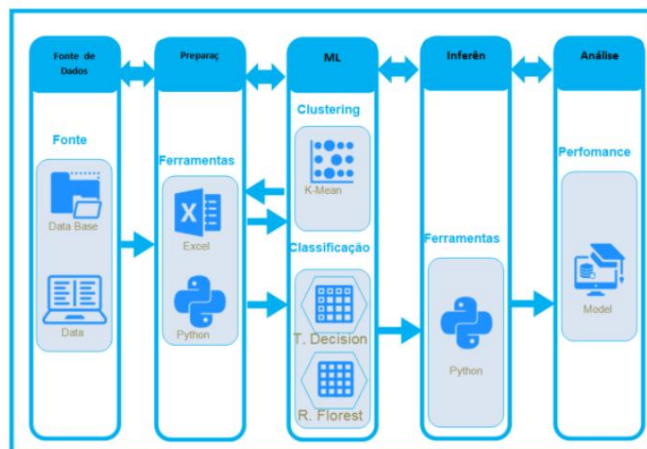 Fonte de
Dados
Preparaç
ML
Inferên
Análise
Fonte
Data Base
Data
Ferramentas
X
Excel
Python
Clustering
K-Mean
Classificação
T. Decision
R. Florest
Ferramentas
Python
Perfomance
Model